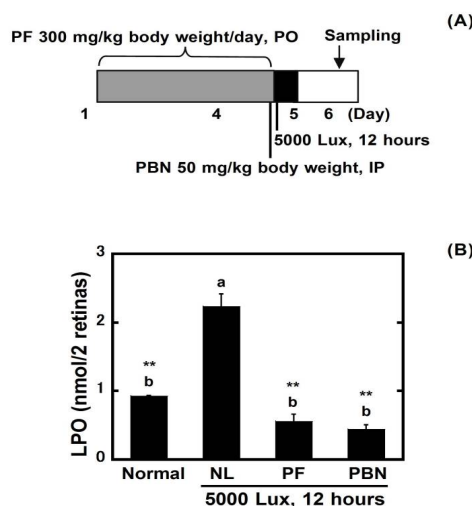 (A)
PF 300 mg/kg body weight/day, PO
Sampling
1 4 5 6 (Day)
5000 Lux, 12 hours
PBN 50 mg/kg body weight, IP
(B)
LPO (nmol/2 retinas)
3
2
1
0
a
** ** **
b b b
Normal NL PF PBN
5000 Lux, 12 hours